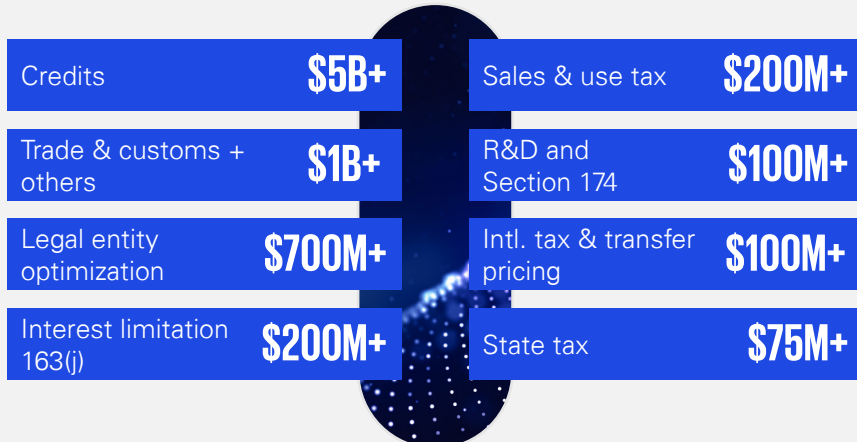 Credits
$5B+
Trade & customs +
others
$1B+
Legal entity
optimization
$700M+
Interest limitation
163(j)
$200M+
Sales & use tax
$200M+
R&D and
Section 174
$100M+
Intl. tax & transfer
pricing
$100M+
State tax
$75M+